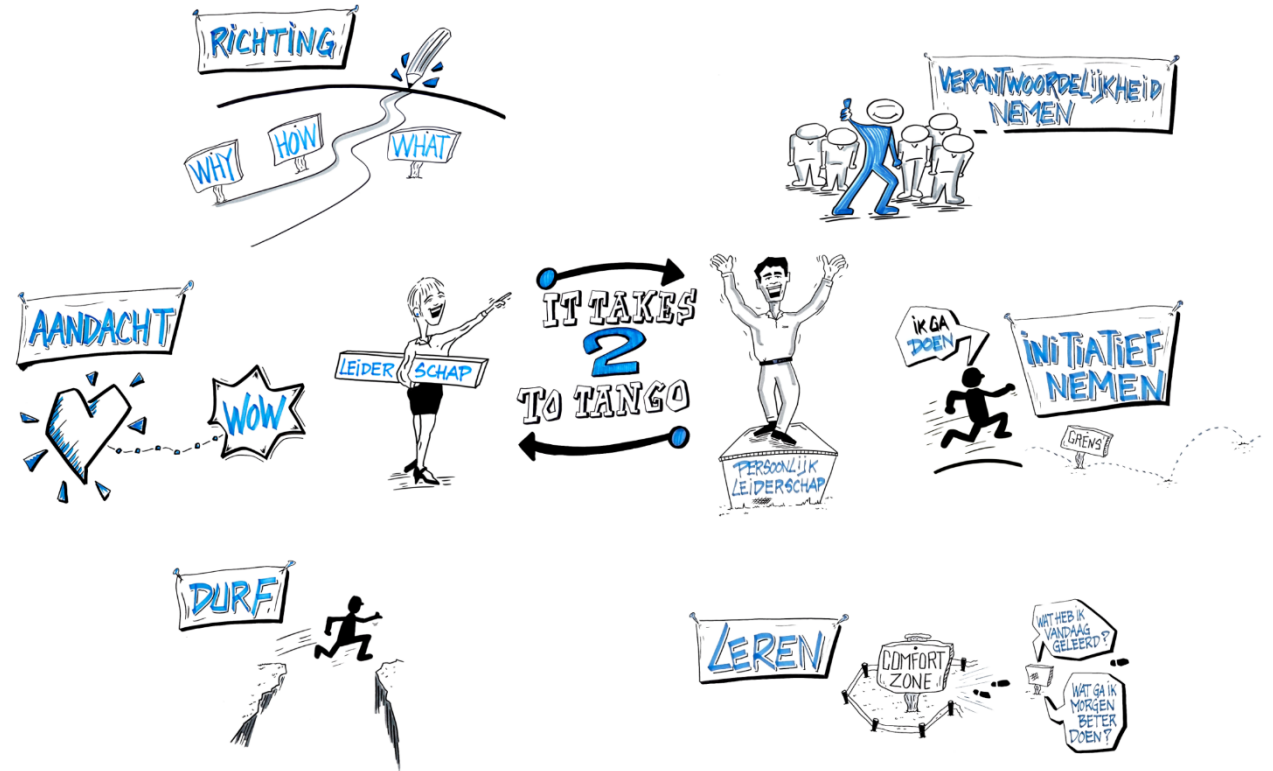 RiCHTiNG
WHY
HOW
WHAT
VERANTWOORDELiJKHEiD
NEMEN
AANDACHT
WOW
LEiDER SCHAP
IT TAKES
2
TO TANGO
PERSOONLiJK
LEiDERSCHAP
iK GA
DOEN
iNiTiATiEF
NEMEN
GRENS
DURF
LEREN
COMFORT
ZONE
WAT HEB iK
VANDAAG
GELEERD?
WAT GA iK
MORGEN
BETER
DOEN?